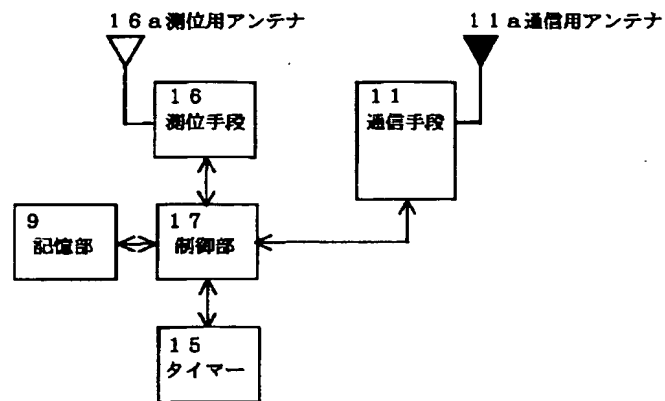 １６ａ測位用アンテナ
１１ａ通信用アンテナ
１６
測位手段
１１
通信手段
９
記憶部
１７
制御部
１５
タイマー